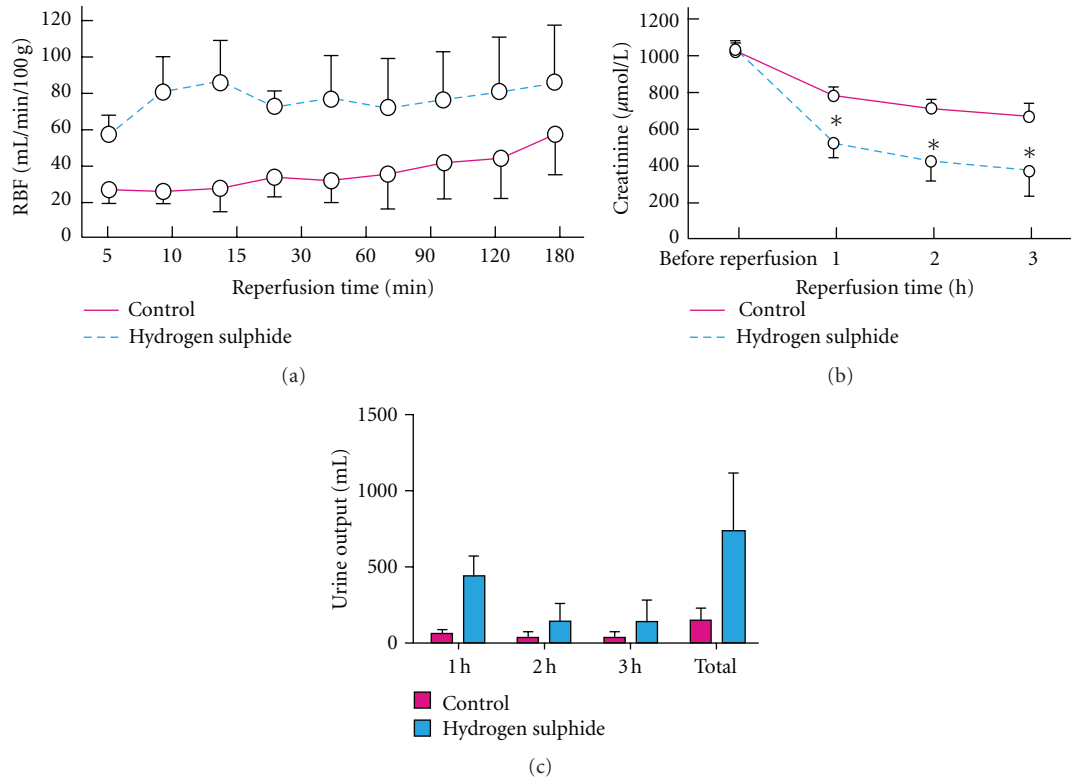 120
100
80
60
40
20
0
RBF (mL/min/100 g)
5 10 15 30 60 90 120 180
Reperfusion time (min)
Control
Hydrogen sulphide
(a)
1200
1000
800
600
400
200
0
Creatinine (μmol/L)
* * *
Before reperfusion 1 2 3
Reperfusion time (h)
Control
Hydrogen sulphide
(b)
1500
1000
500
0
Urine output (mL)
1 h 2 h 3 h Total
Control
Hydrogen sulphide
(c)